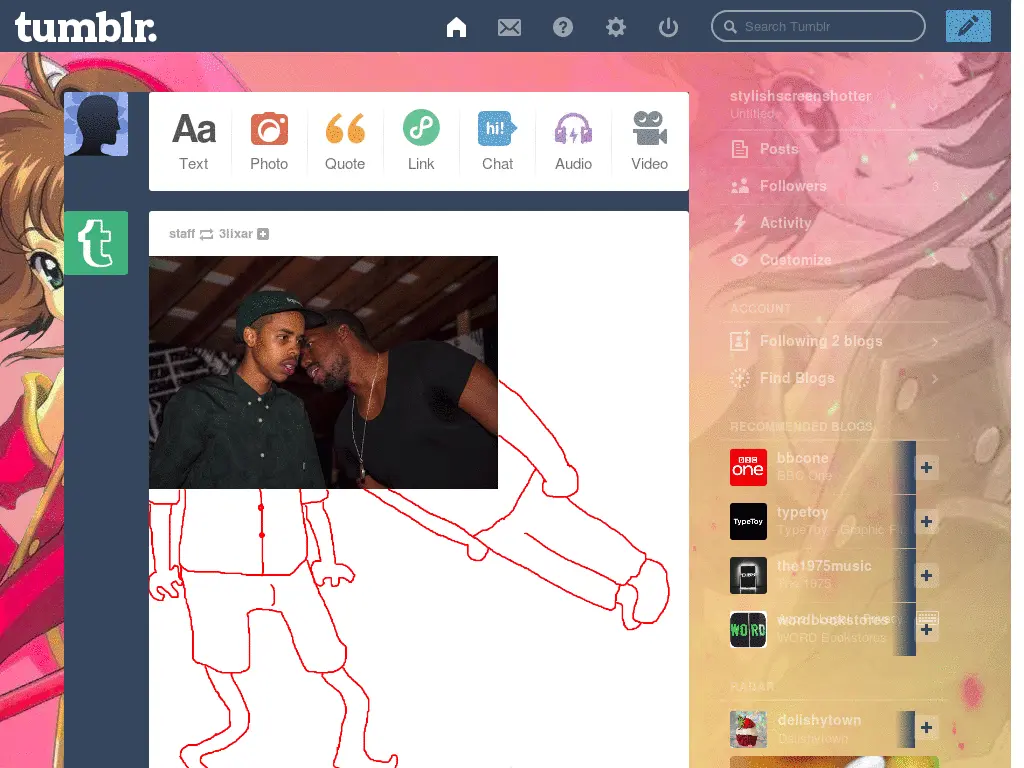 tumblr.
Search Tumblr
stylishscreenshotter
Untitled
Aa
hi!
Text
Photo
Quote
Link
Chat
Audio
Video
Posts
Followers
3
Activity
Customize
staff 3lixar
ACCOUNT
Following 2 blogs
Find Blogs
RECOMMENDED BLOGS
BBC
one
bbcone
BBC One
TypeToy
typetoy
TypeToy - Graphic F
the1975music
The 1975
WORD
wordbookstores
WORD Bookstores
Privacy
RADAR
delishytown
Delishytown